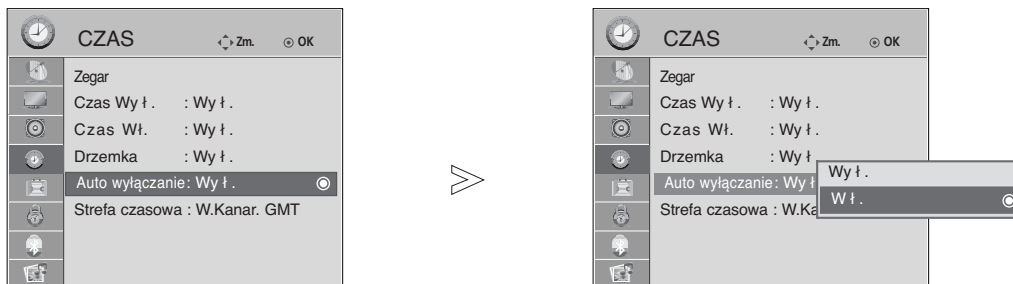 CZAS Zm. OK
Zegar
Czas Wył. : Wył.
Czas Wł. : Wył.
Drzemka : Wył.
Auto wyłączanie: Wył.
Strefa czasowa : W.Kanar. GMT
CZAS Zm. OK
Zegar
Czas Wył. : Wył.
Czas Wł. : Wył.
Drzemka : Wył
Auto wyłączanie: Wył
Strefa czasowa : W.Ka
Wył.
Wł.